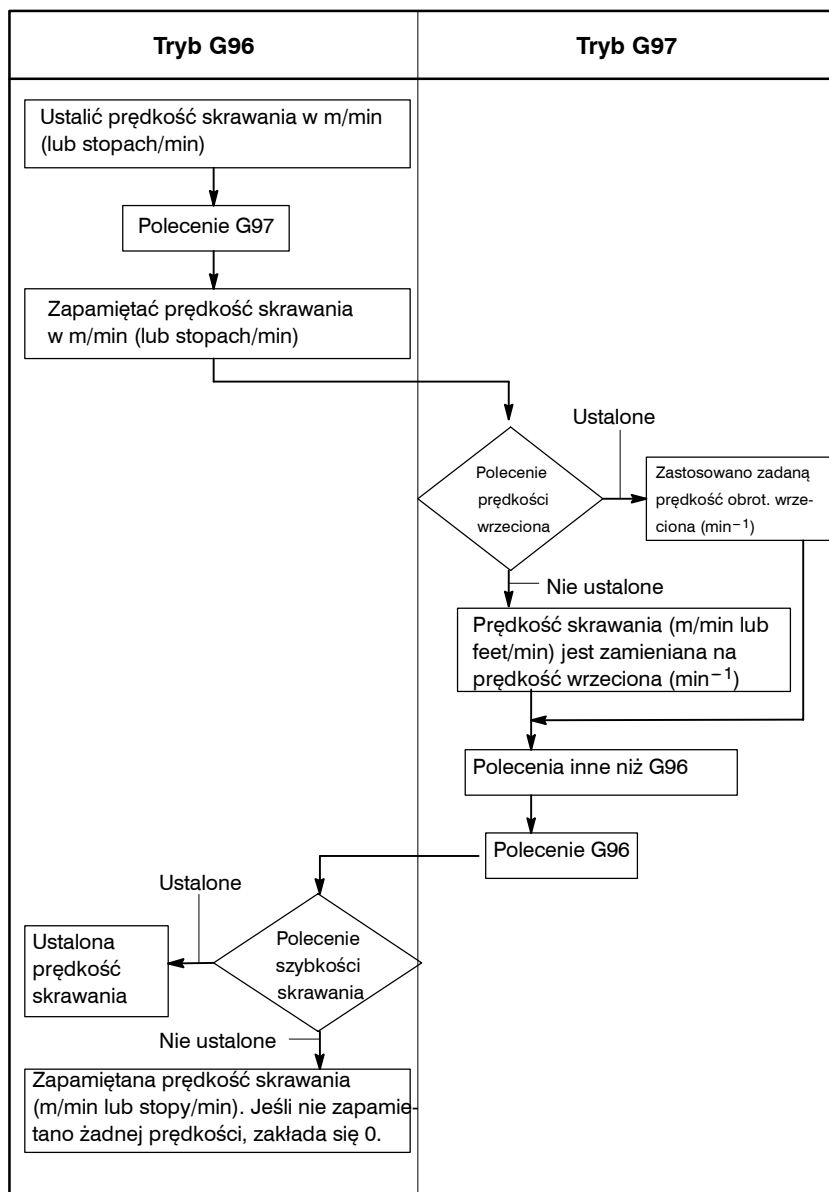 Tryb G96
Tryb G97
Ustalić prędkość skrawania w m/min
(lub stopach/min)
Polecenie G97
Zapamiętać prędkość skrawania
w m/min (lub stopach/min)
Ustalone
Polecenie
prędkości
wrzeciona
Zastosowano zadaną
prędkość obrot. wrze-
ciona (min−1)
Nie ustalone
Prędkość skrawania (m/min lub
feet/min) jest zamieniana na
prędkość wrzeciona (min−1)
Polecenia inne niż G96
Polecenie G96
Ustalone
Polecenie
szybkości
skrawania
Ustalona
prędkość
skrawania
Nie ustalone
Zapamiętana prędkość skrawania
(m/min lub stopy/min). Jeśli nie zapamie-
tano żadnej prędkości, zakłada się 0.